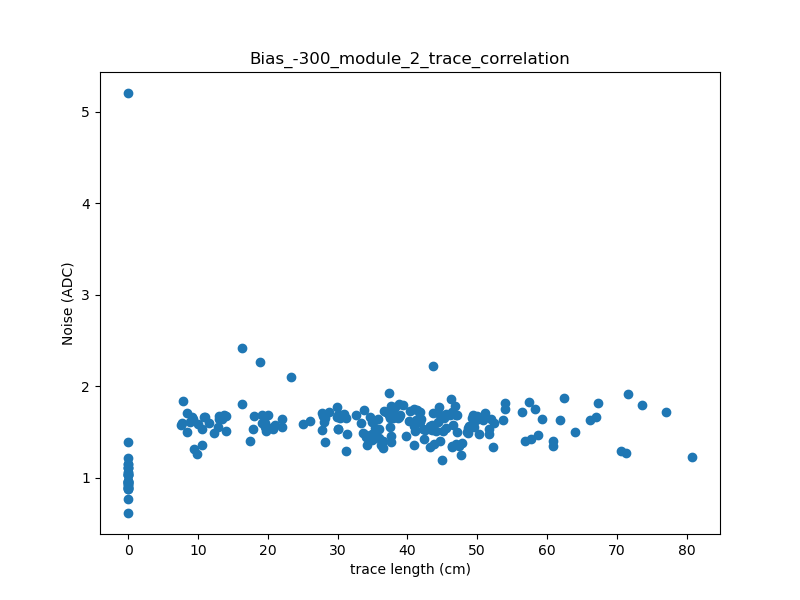 Bias_-300_module_2_trace_correlation
5
4
3
2
1
Noise (ADC)
0 10 20 30 40 50 60 70 80
trace length (cm)